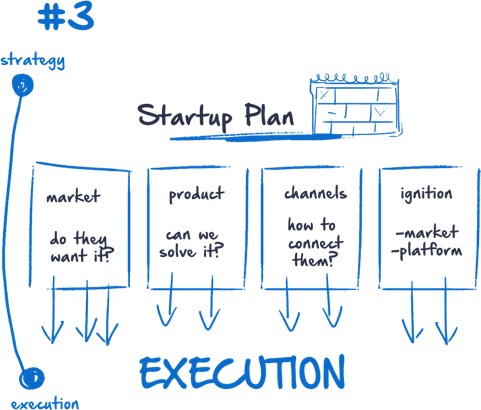 #3
strategy
Startup Plan
market
do they
want it?
product
can we
solve it?
channels
how to
connect
them?
ignition
-market
-platform
EXECUTION
execution